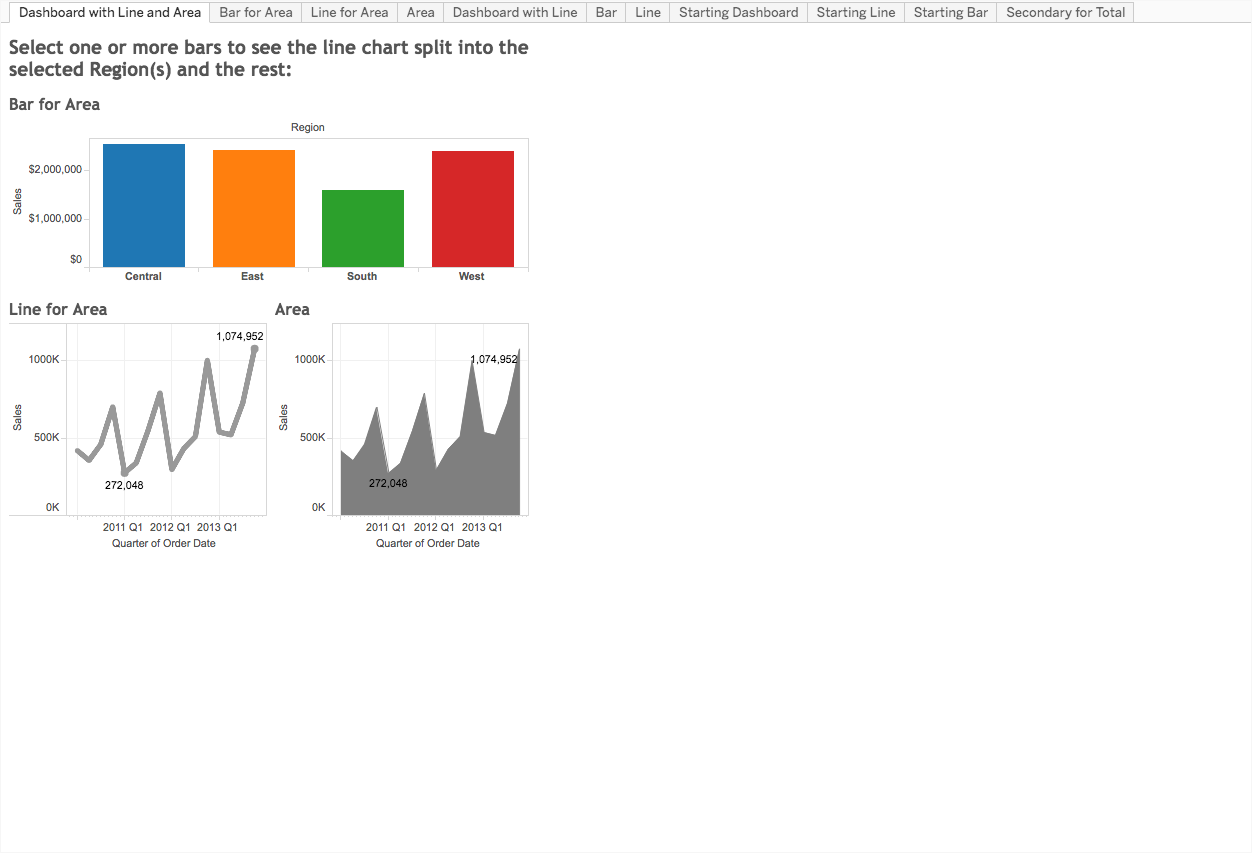 Dashboard with Line and Area Bar for Area Line for Area Area Dashboard with Line Bar Line Starting Dashboard Starting Line Starting Bar Secondary for Total
Select one or more bars to see the line chart split into the
selected Region(s) and the rest:
Bar for Area
Region
Sales
$2,000,000
$1,000,000
$0
Central East South West
Line for Area
1,074,952
Sales
1000K
500K
0K
272,048
2011 Q1 2012 Q1 2013 Q1
Quarter of Order Date
Area
1,074,952
Sales
1000K
500K
0K
272,048
2011 Q1 2012 Q1 2013 Q1
Quarter of Order Date